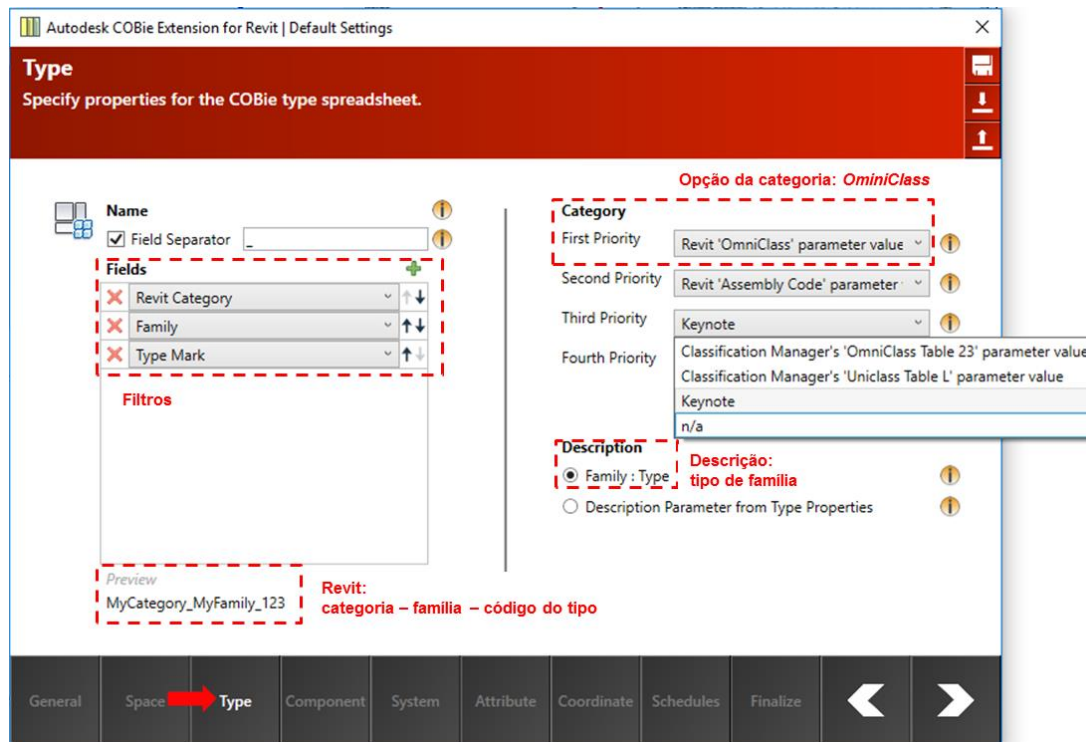 Autodesk COBie Extension for Revit | Default Settings
Type
Specify properties for the COBie type spreadsheet.
Opção da categoria: OminiClass
Name
Field Separator _
Fields
Revit Category
Family
Type Mark
Filtros
Preview
MyCategory_MyFamily_123
Revit:
categoria – família – código do tipo
Category
First Priority Revit 'OmniClass' parameter value
Second Priority Revit 'Assembly Code' parameter
Third Priority Keynote
Fourth Priority
Classification Manager's 'OmniClass Table 23' parameter value
Classification Manager's 'Uniclass Table L' parameter value
Keynote
n/a
Description
Family : Type
Descrição:
tipo de família
Description Parameter from Type Properties
General Space Type Component System Attribute Coordinate Schedules Finalize